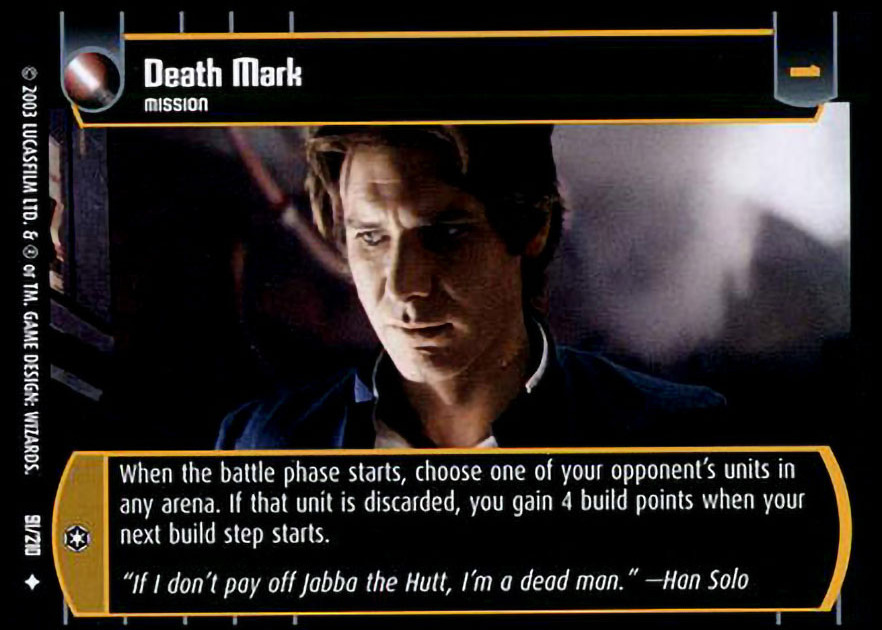 Death Mark
MISSION
1
When the battle phase starts, choose one of your opponent's units in
any arena. If that unit is discarded, you gain 4 build points when your
next build step starts.
"If I don't pay off Jabba the Hutt, I'm a dead man." —Han Solo
© 2003 LUCASFILM LTD. & ® or TM. GAME DESIGN: WIZARDS. 91/210